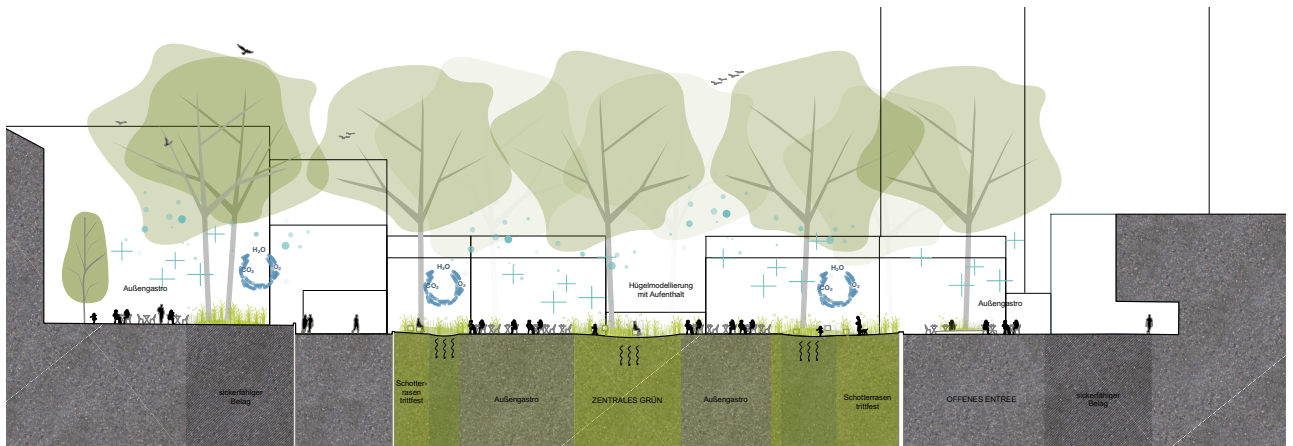 H₂O
CO₂
O₂
Außengastro
H₂O
CO₂
O₂
Hügelmodellierung
mit Aufenthalt
H₂O
CO₂
O₂
Außengastro
sickerfähiger
Belag
Schotter-
rasen
trittfest
Außengastro
ZENTRALES GRÜN
Außengastro
Schotterrasen
trittfest
OFFENES ENTREE
sickerfähiger
Belag